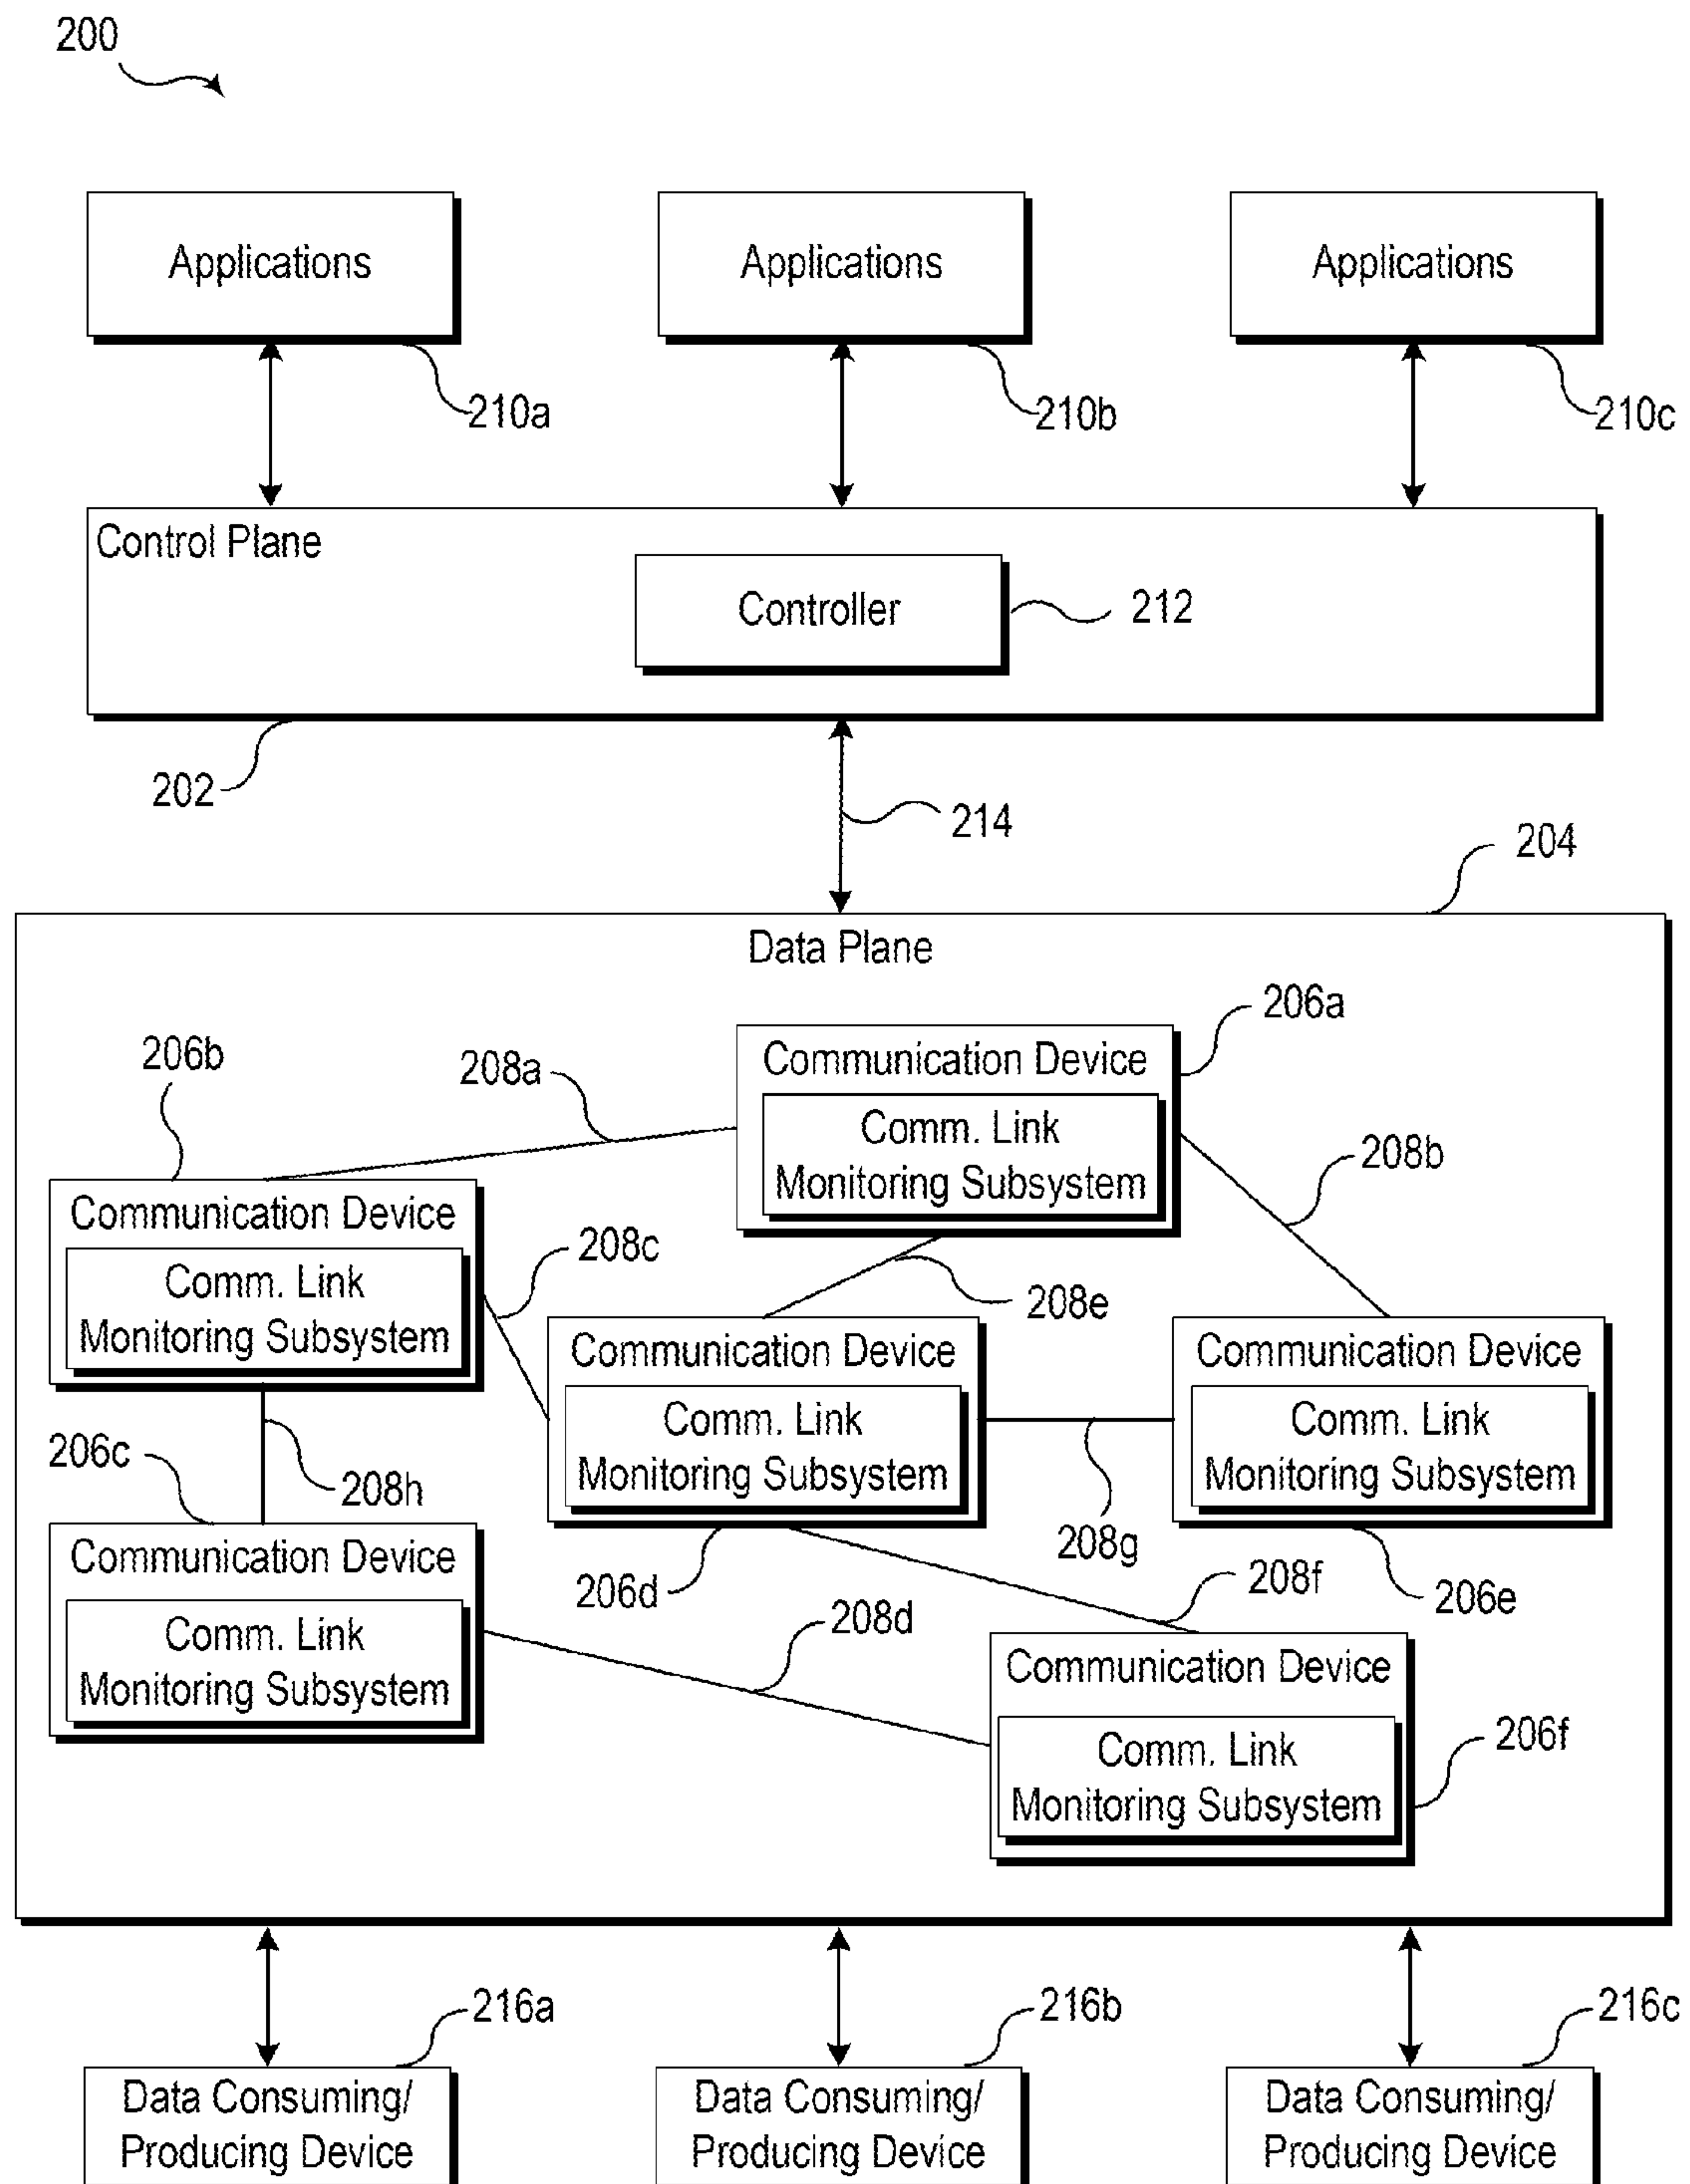 200
Applications
Applications
Applications
210a
210b
210c
Control Plane
Controller
212
202
214
204
Data Plane
206a
206b
208a
Communication Device
Comm. Link
Monitoring Subsystem
208b
Communication Device
Comm. Link
Monitoring Subsystem
208c
208e
Communication Device
Comm. Link
Monitoring Subsystem
Communication Device
Comm. Link
Monitoring Subsystem
206c
208h
208g
Communication Device
Comm. Link
Monitoring Subsystem
206d
208d
208f
206e
Communication Device
Comm. Link
Monitoring Subsystem
206f
216a
216b
216c
Data Consuming/
Producing Device
Data Consuming/
Producing Device
Data Consuming/
Producing Device